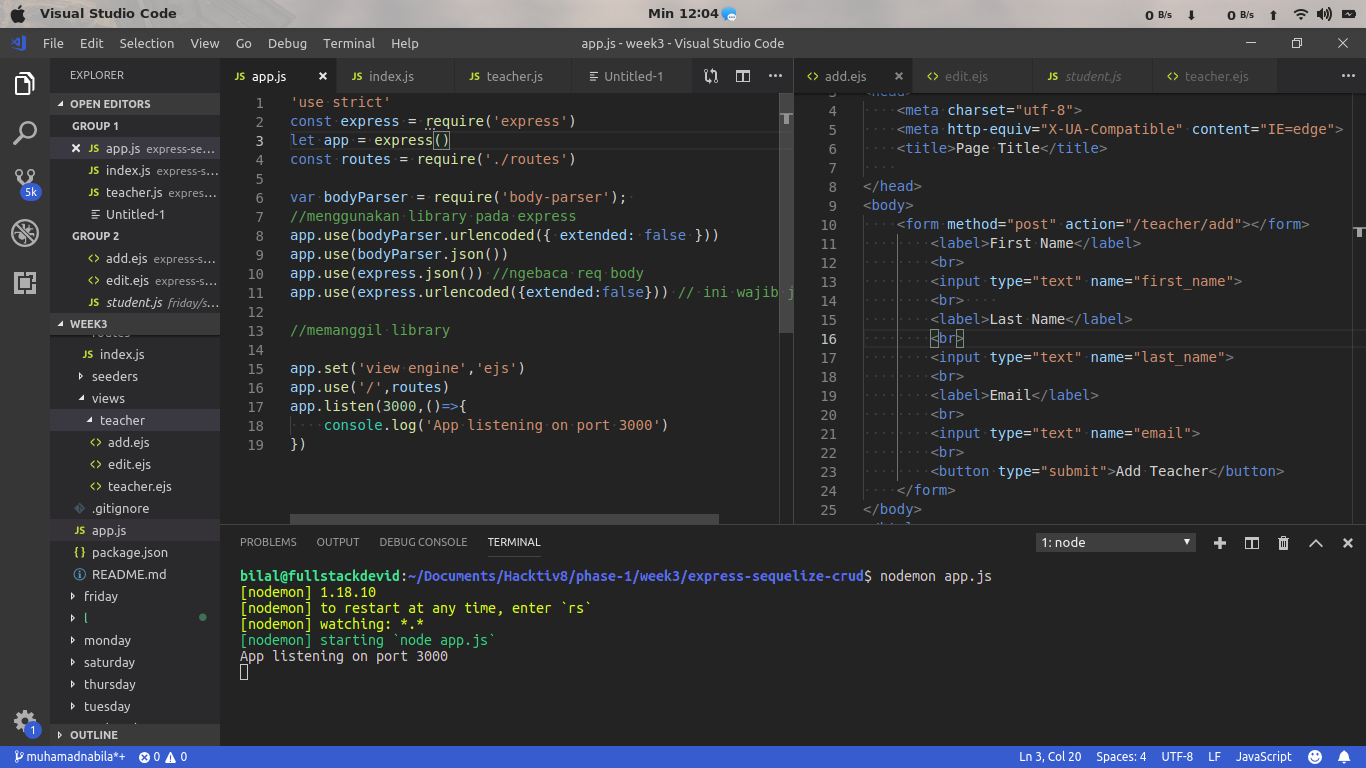 Visual Studio Code
Min 12:04
0 B/s
0 B/s
File Edit Selection View Go Debug Terminal Help
app.js - week3 - Visual Studio Code
EXPLORER
OPEN EDITORS
GROUP 1
JS app.js express-se...
JS index.js express-s...
JS teacher.js expres...
Untitled-1
GROUP 2
<> add.ejs express-s...
<> edit.ejs express-s...
JS student.js friday/s...
WEEK3
JS index.js
seeders
views
teacher
<> add.ejs
<> edit.ejs
<> teacher.ejs
.gitignore
JS app.js
{} package.json
README.md
friday
l
monday
saturday
thursday
tuesday
OUTLINE
5k
1
JS app.js
JS index.js
JS teacher.js
Untitled-1
1 'use strict'
2 const express = require('express')
3 let app = express()
4 const routes = require('./routes')
5
6 var bodyParser = require('body-parser');
7 //menggunakan library pada express
8 app.use(bodyParser.urlencoded({ extended: false }))
9 app.use(bodyParser.json())
10 app.use(express.json()) //ngebaca req body
11 app.use(express.urlencoded({extended:false})) // ini wajib j
12
13 //memanggil library
14
15 app.set('view engine','ejs')
16 app.use('/',routes)
17 app.listen(3000,()=>{
18 console.log('App listening on port 3000')
19 })
<> add.ejs
<> edit.ejs
JS student.js
<> teacher.ejs
3 <head>
4 <meta charset="utf-8">
5 <meta http-equiv="X-UA-Compatible" content="IE=edge">
6 <title>Page Title</title>
7
8 </head>
9 <body>
10 <form method="post" action="/teacher/add"></form>
11 <label>First Name</label>
12 <br>
13 <input type="text" name="first_name">
14 <br>
15 <label>Last Name</label>
16 <br>
17 <input type="text" name="last_name">
18 <br>
19 <label>Email</label>
20 <br>
21 <input type="text" name="email">
22 <br>
23 <button type="submit">Add Teacher</button>
24 </form>
25 </body>
PROBLEMS OUTPUT DEBUG CONSOLE TERMINAL
1: node
bilal@fullstackdevid:~/Documents/Hacktiv8/phase-1/week3/express-sequelize-crud$ nodemon app.js
[nodemon] 1.18.10
[nodemon] to restart at any time, enter `rs`
[nodemon] watching: *.*
[nodemon] starting `node app.js`
App listening on port 3000
muhamadnabila*+ 0 0
Ln 3, Col 20 Spaces: 4 UTF-8 LF JavaScript